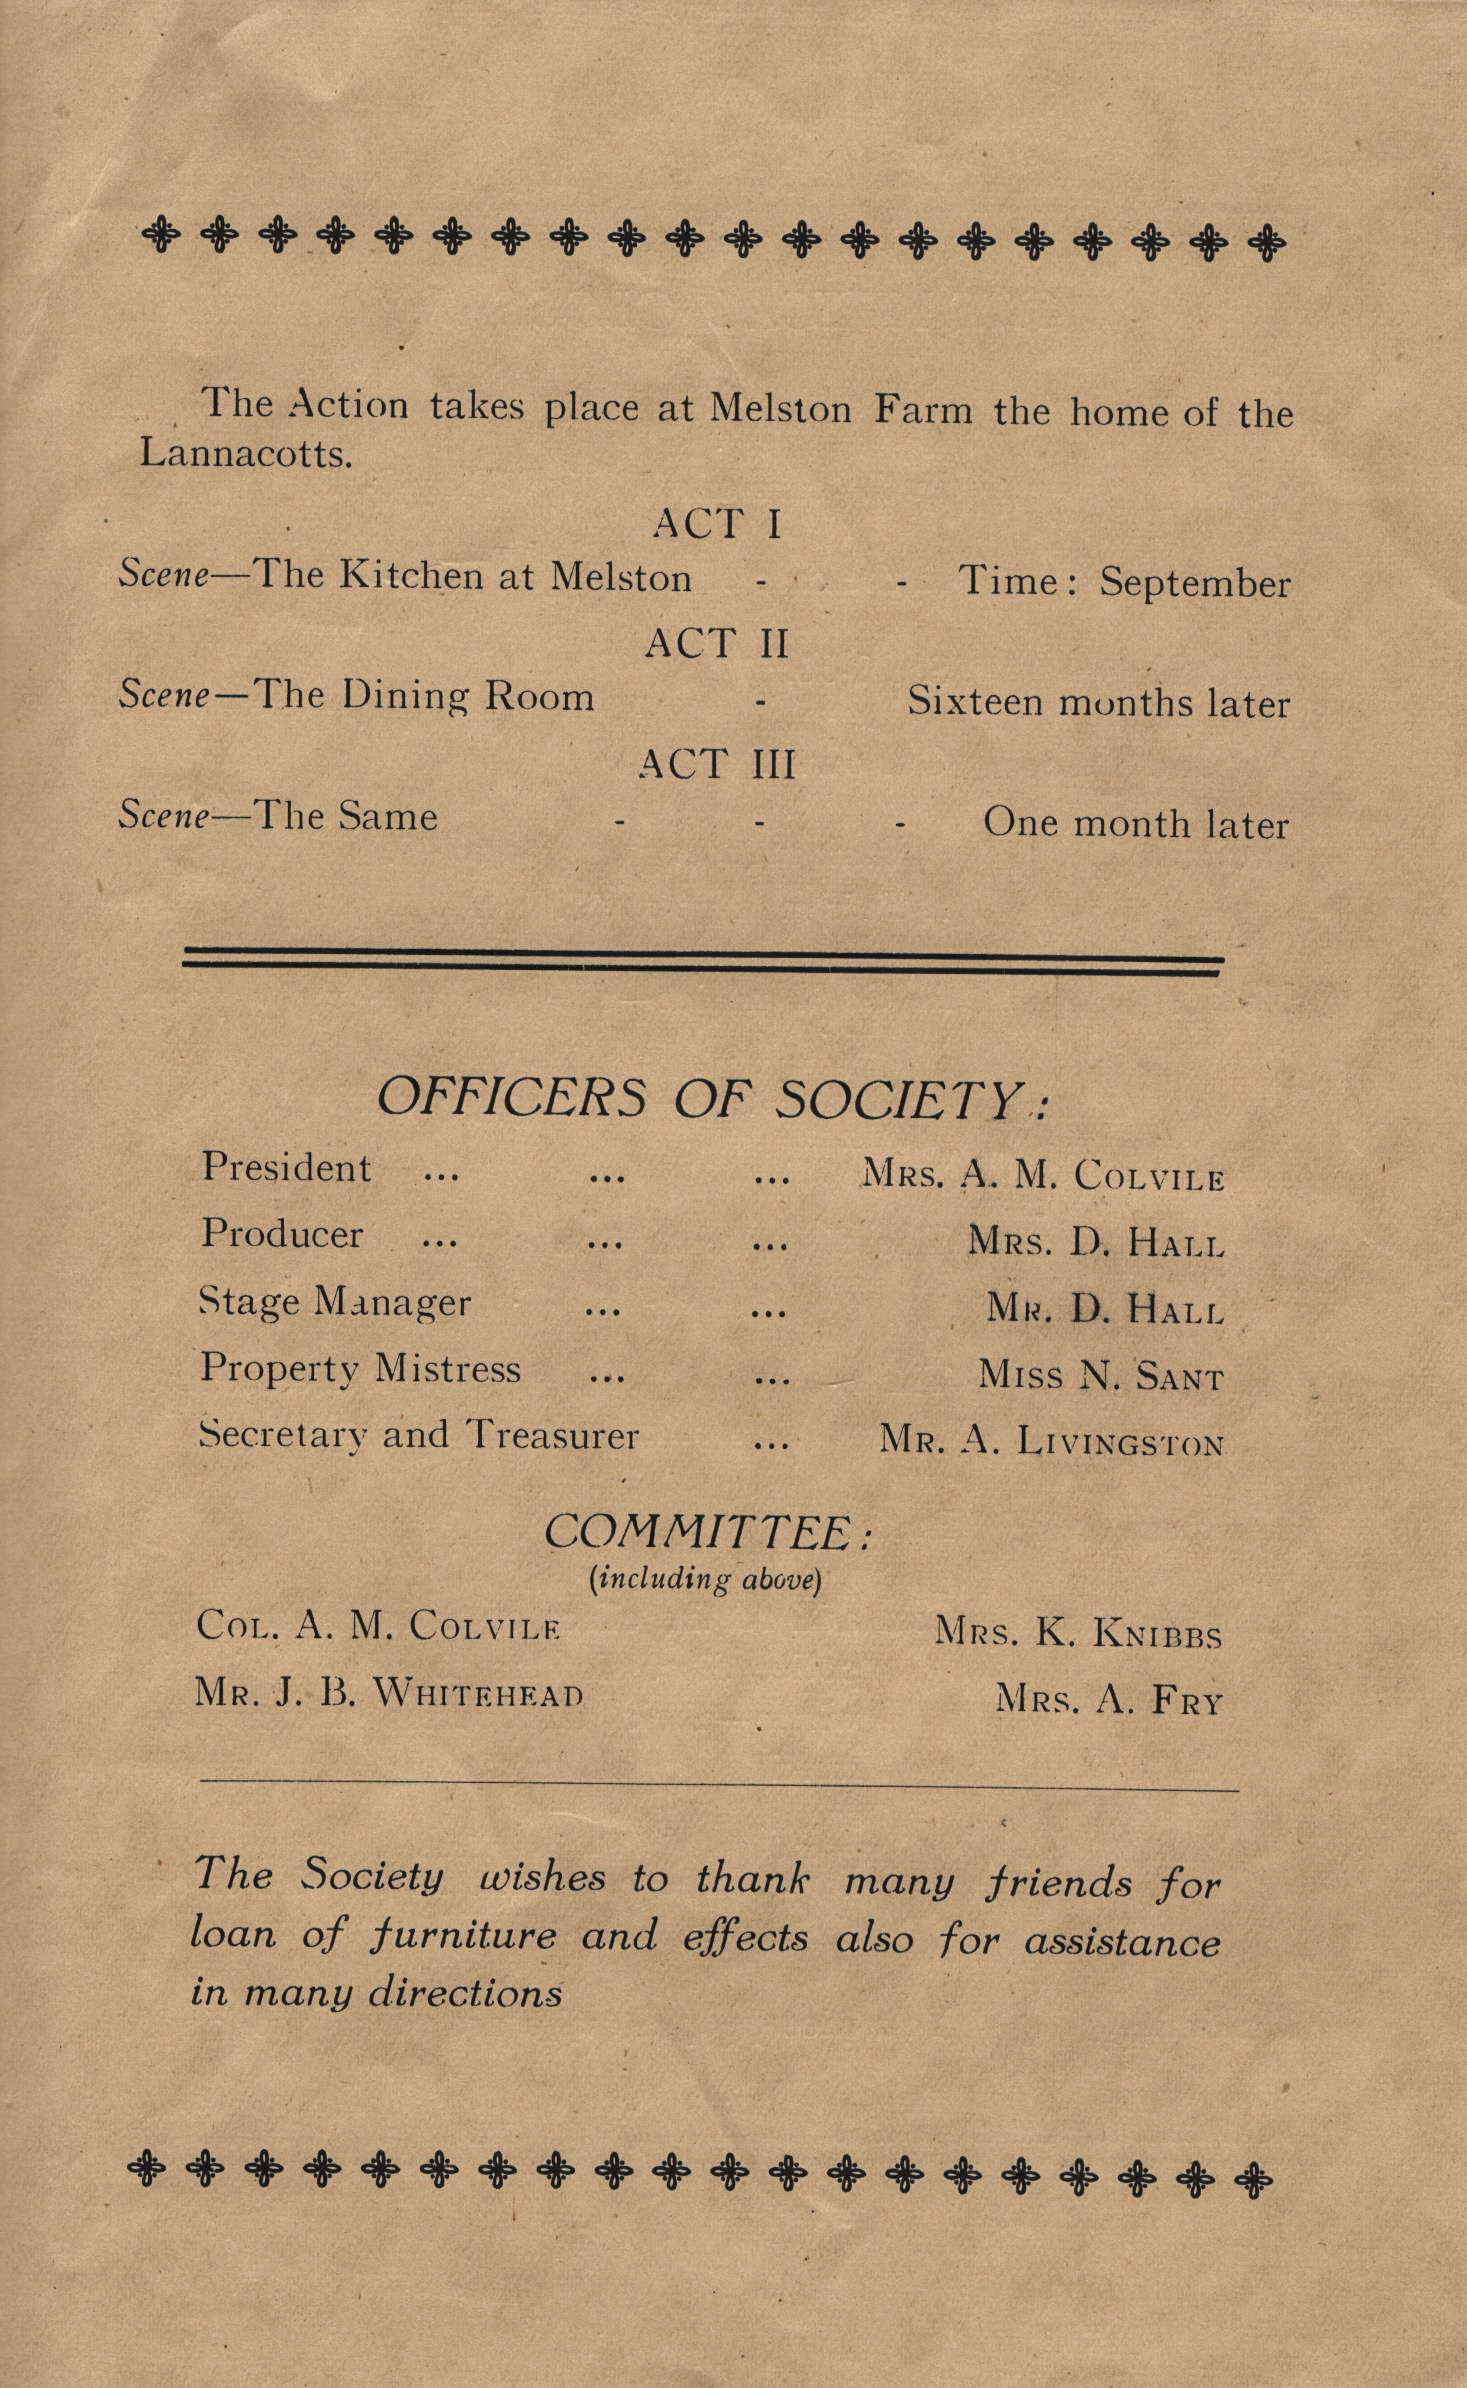 The Action takes place at Melston Farm the home of the
Lannacotts.
ACT I
Scene—The Kitchen at Melston - - Time: September
ACT II
Scene—The Dining Room - Sixteen months later
ACT III
Scene—The Same - - - One month later
OFFICERS OF SOCIETY:
President ... ... ... MRS. A. M. COLVILE
Producer ... ... ... MRS. D. HALL
Stage Manager ... ... MR. D. HALL
Property Mistress ... ... MISS N. SANT
Secretary and Treasurer ... MR. A. LIVINGSTON
COMMITTEE:
(including above)
COL. A. M. COLVILE MRS. K. KNIBBS
MR. J. B. WHITEHEAD MRS. A. FRY
The Society wishes to thank many friends for
loan of furniture and effects also for assistance
in many directions